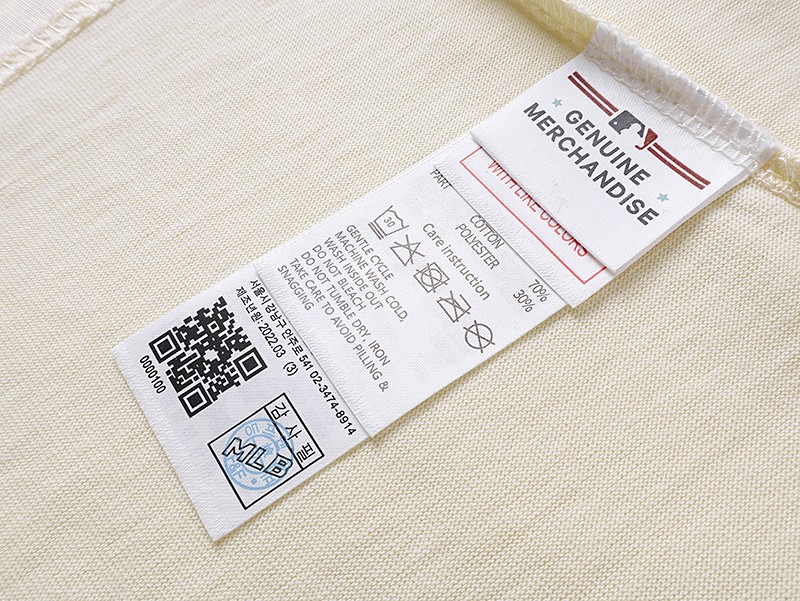 GENUINE
MERCHANDISE
WITH LIKE COLORS
PART
COTTON 70%
POLYESTER 30%
Care instruction
30
GENTLE CYCLE
MACHINE WASH COLD,
WASH INSIDE OUT
DO NOT BLEACH
DO NOT TUMBLE DRY, IRON
TAKE CARE TO AVOID PILLING &
SNAGGING
서울시 강남구 언주로 541 02-3474-8914
제조년원: 2022.03 (3)
0000100
감사필
MLB